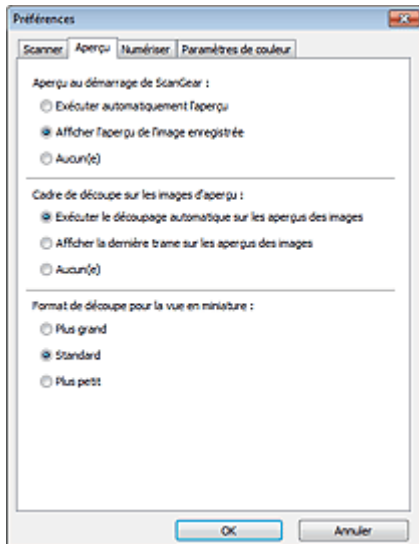 Préférences
Scanner Aperçu Numériser Paramètres de couleur
Aperçu au démarrage de ScanGear :
Exécuter automatiquement l'aperçu
Afficher l'aperçu de l'image enregistrée
Aucun(e)
Cadre de découpe sur les images d'aperçu :
Exécuter le découpage automatique sur les aperçus des images
Afficher la dernière trame sur les aperçus des images
Aucun(e)
Format de découpe pour la vue en miniature :
Plus grand
Standard
Plus petit
OK Annuler